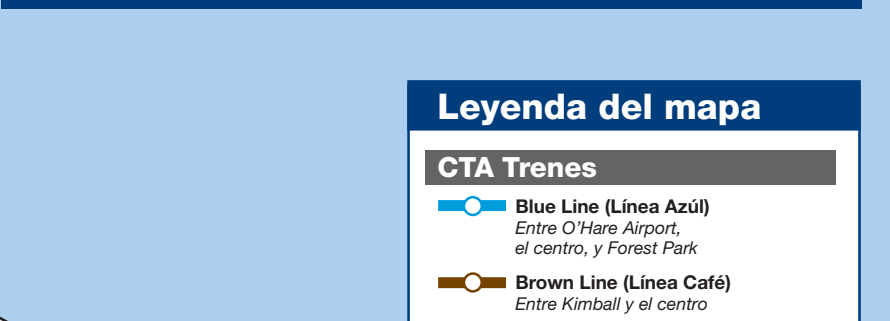 Leyenda del mapa
CTA Trenes
Blue Line (Línea Azúl)
Entre O’Hare Airport,
el centro, y Forest Park
Brown Line (Línea Café)
Entre Kimball y el centro